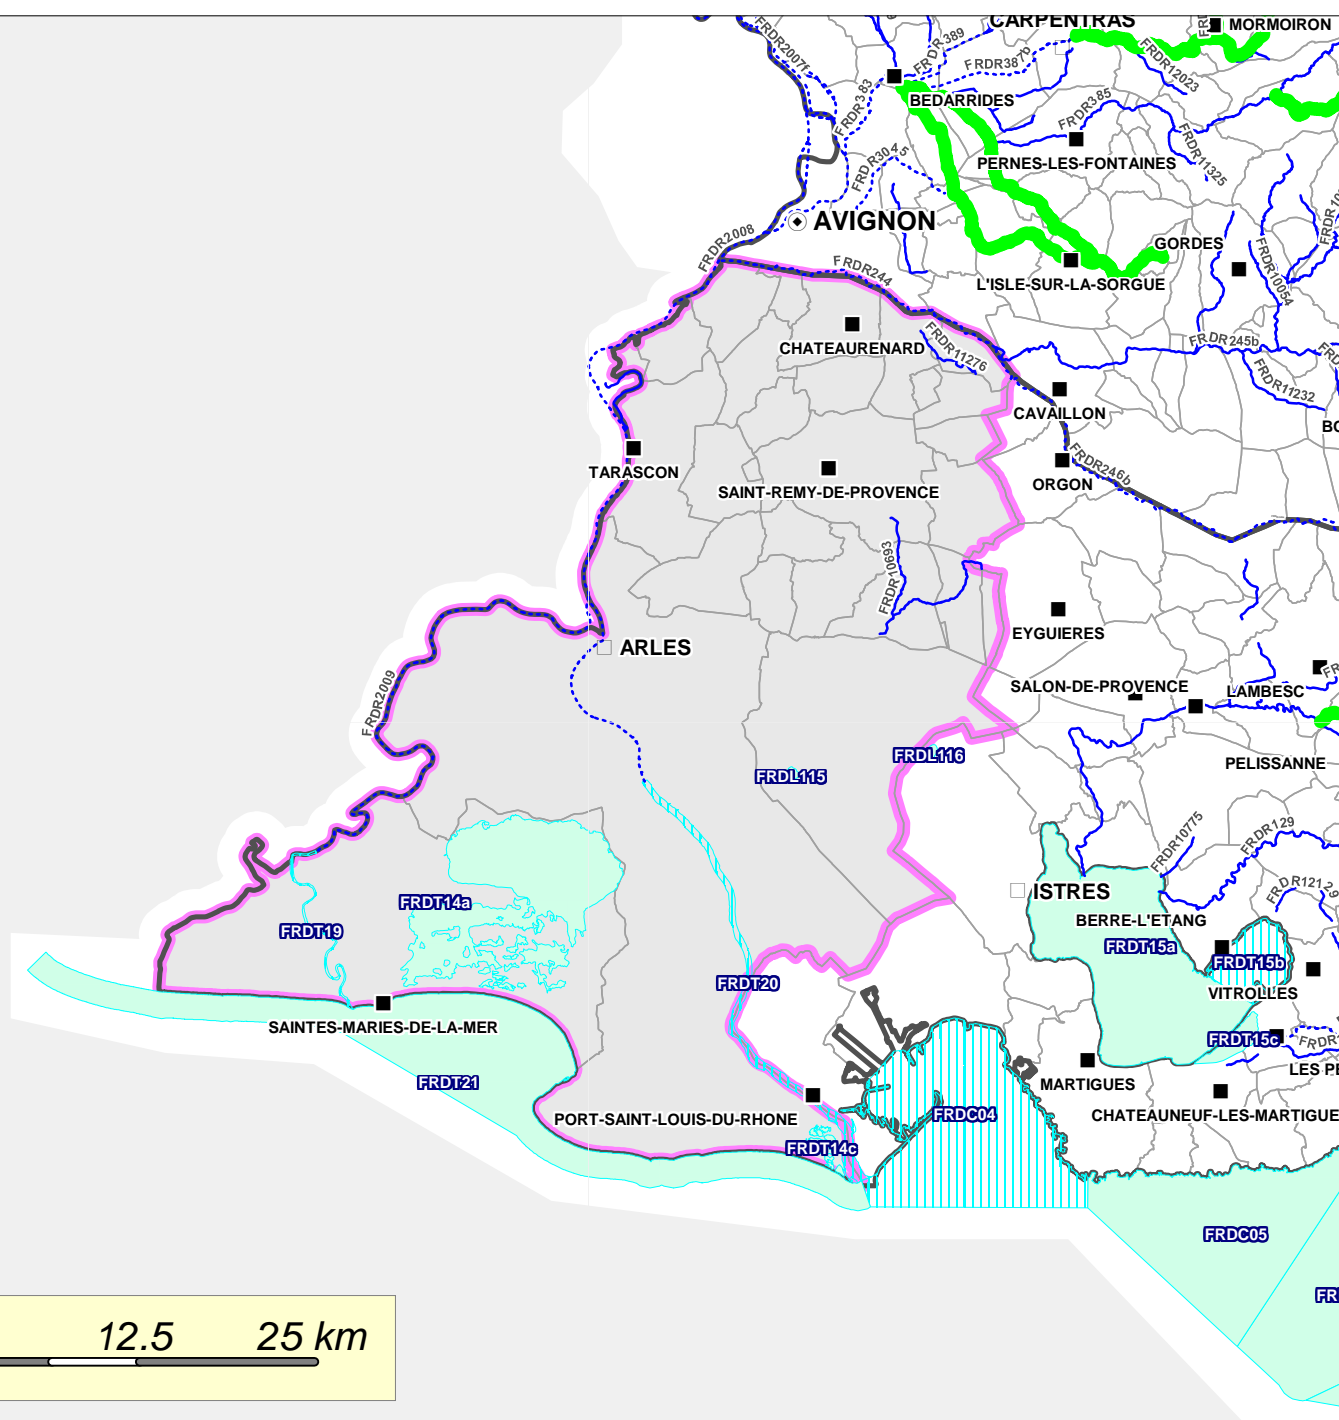 CARPENTRAS
MORMOIRON
FRDR2007f
FRDR389
FRDR387b
FRDR12023
FRDR383
BEDARRIDES
FRDR385
PERNES-LES-FONTAINES
FRDR11325
FRDR3045
AVIGNON
FRDR2008
GORDES
FRDR244
L'ISLE-SUR-LA-SORGUE
FRDR10054
CHATEAURENARD
FRDR11276
FRDR245b
FRDR11232
CAVAILLON
TARASCON
SAINT-REMY-DE-PROVENCE
ORGON
FRDR246b
FRDR10693
EYGUIERES
ARLES
SALON-DE-PROVENCE
LAMBESC
FRDR2009
FRDL116
FRDL115
PELISSANNE
FRDR10775
FRDR129
FRDR12129
ISTRES
FRDT14a
BERRE-L'ETANG
FRDT19
FRDT15a
FRDT15b
FRDT20
VITROLLES
SAINTES-MARIES-DE-LA-MER
FRDT15c
FRDT21
MARTIGUES
PORT-SAINT-LOUIS-DU-RHONE
FRDC04
CHATEAUNEUF-LES-MARTIGUE
FRDT14c
FRDC05
12.5 25 km